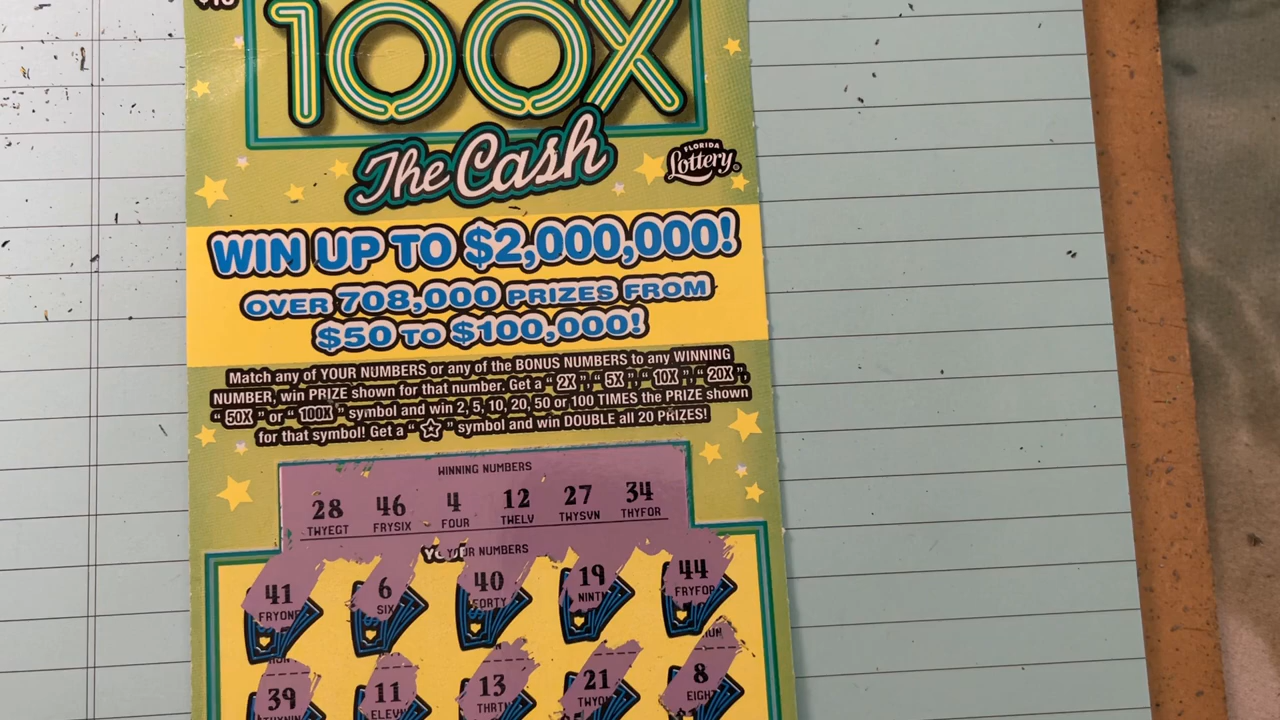 100X
The Cash
FLORIDA
Lottery
WIN UP TO $2,000,000!
OVER 708,000 PRIZES FROM
$50 TO $100,000!
Match any of YOUR NUMBERS or any of the BONUS NUMBERS to any WINNING
NUMBER, win PRIZE shown for that number. Get a “ 2X ”, “ 5X ”, “ 10X ”, “ 20X ”,
“ 50X ” or “ 100X ” symbol and win 2, 5, 10, 20, 50 or 100 TIMES the PRIZE shown
for that symbol! Get a “ ☆ ” symbol and win DOUBLE all 20 PRIZES!
WINNING NUMBERS
28 46 4 12 27 34
TWYEGT FRYSIX FOUR TWELV TWYSVN THYFOR
YOUR NUMBERS
41 6 40 19 44
FRYONE SIX FORTY NINTN FRYFOR
39 11 13 21 8
ELEVN THRTN TWYONE EIGHT